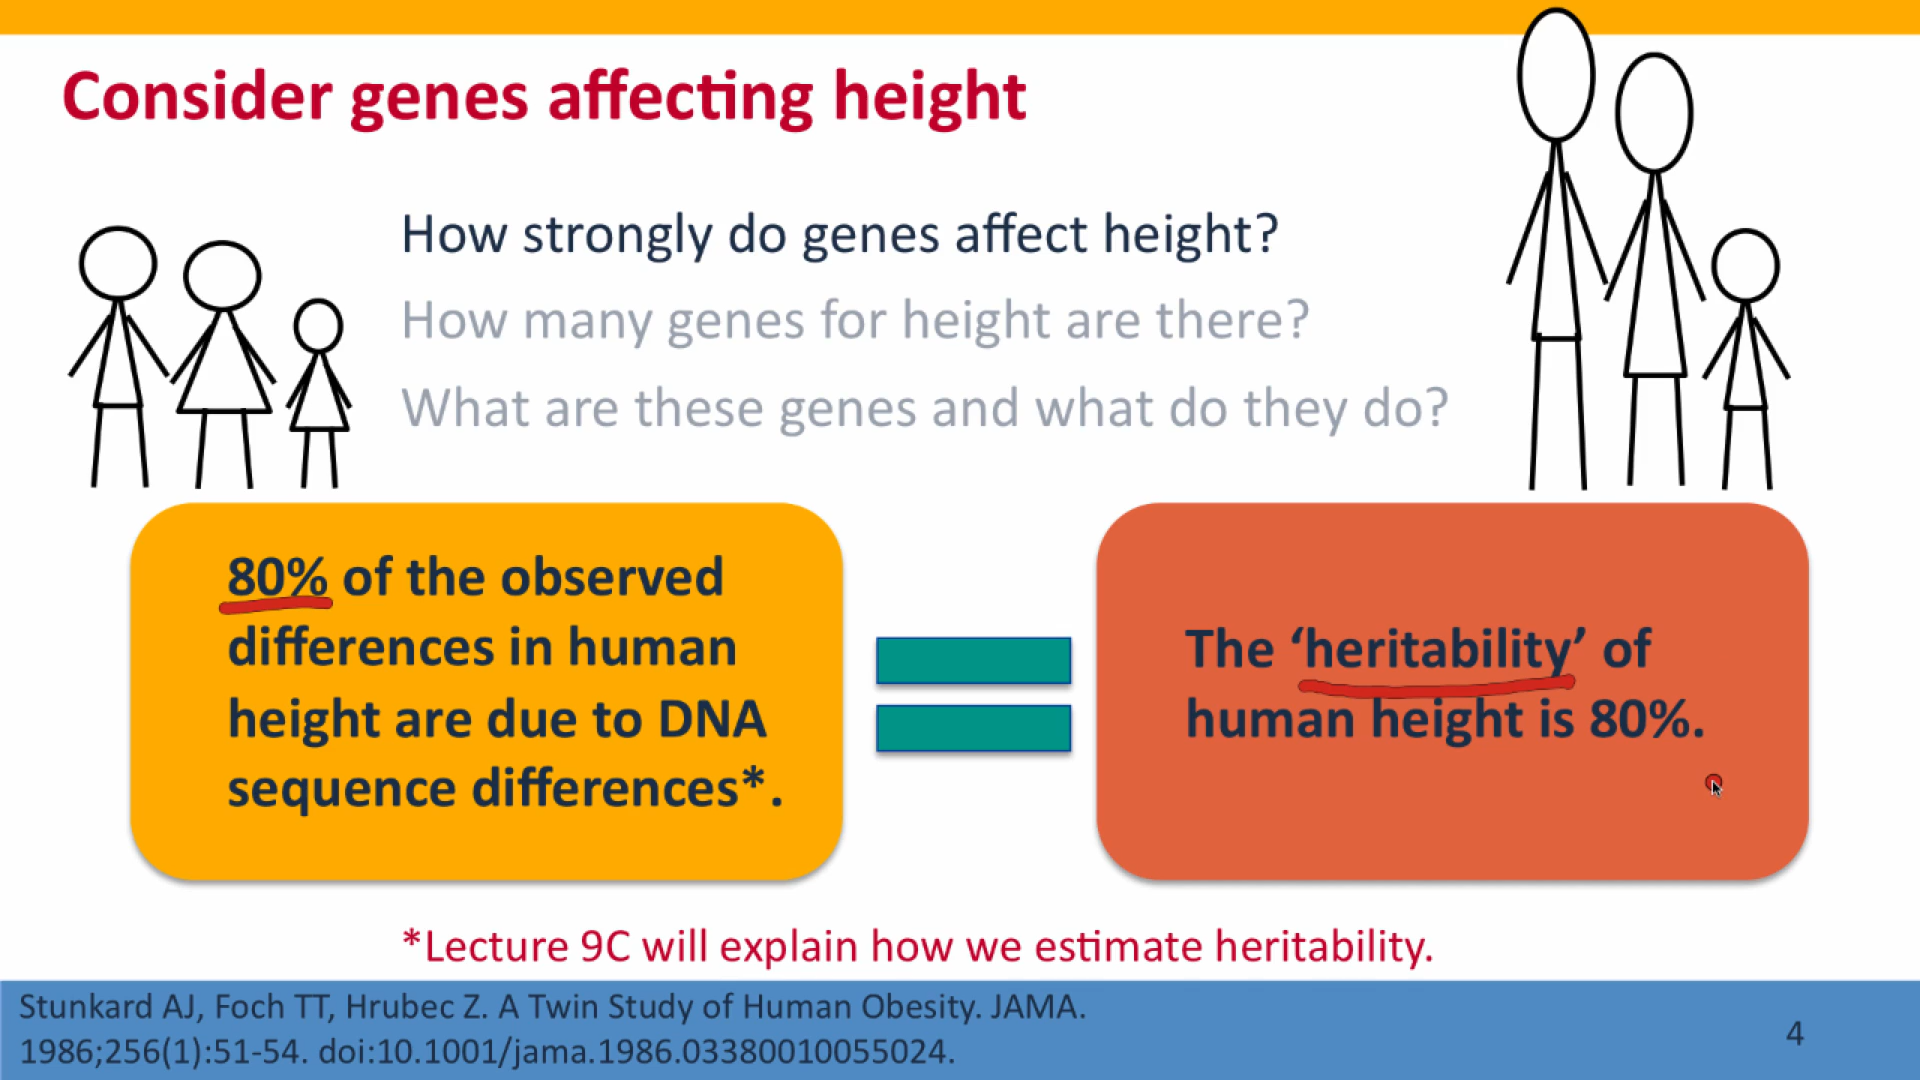 Consider genes affecting height
How strongly do genes affect height?
How many genes for height are there?
What are these genes and what do they do?
80% of the observed
differences in human
height are due to DNA
sequence differences*.
The ‘heritability’ of
human height is 80%.
*Lecture 9C will explain how we estimate heritability.
Stunkard AJ, Foch TT, Hrubec Z. A Twin Study of Human Obesity. JAMA.
1986;256(1):51-54. doi:10.1001/jama.1986.03380010055024.
4